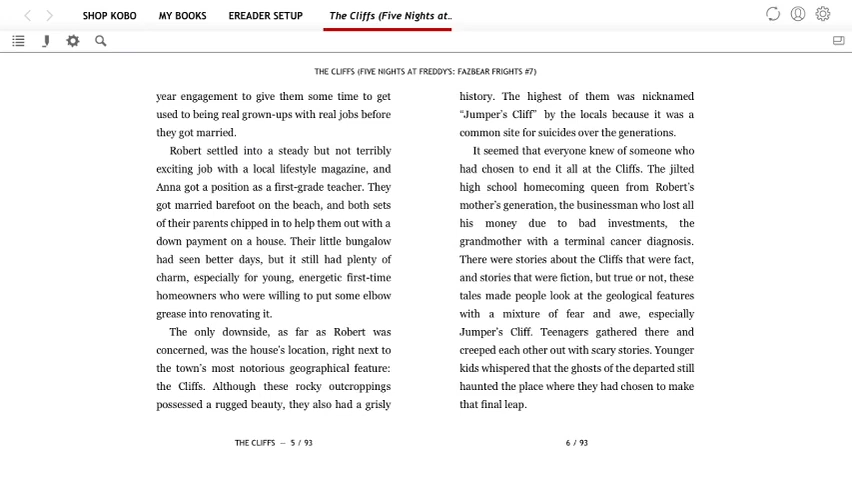 SHOP KOBO
MY BOOKS
EREADER SETUP
The Cliffs (Five Nights at..
THE CLIFFS (FIVE NIGHTS AT FREDDY'S: FAZBEAR FRIGHTS #7)
year engagement to give them some time to get
used to being real grown-ups with real jobs before
they got married.
Robert settled into a steady but not terribly
exciting job with a local lifestyle magazine, and
Anna got a position as a first-grade teacher. They
got married barefoot on the beach, and both sets
of their parents chipped in to help them out with a
down payment on a house. Their little bungalow
had seen better days, but it still had plenty of
charm, especially for young, energetic first-time
homeowners who were willing to put some elbow
grease into renovating it.
The only downside, as far as Robert was
concerned, was the house’s location, right next to
the town’s most notorious geographical feature:
the Cliffs. Although these rocky outcroppings
possessed a rugged beauty, they also had a grisly
THE CLIFFS — 5 / 93
history. The highest of them was nicknamed
“Jumper’s Cliff” by the locals because it was a
common site for suicides over the generations.
It seemed that everyone knew of someone who
had chosen to end it all at the Cliffs. The jilted
high school homecoming queen from Robert’s
mother’s generation, the businessman who lost all
his money due to bad investments, the
grandmother with a terminal cancer diagnosis.
There were stories about the Cliffs that were fact,
and stories that were fiction, but true or not, these
tales made people look at the geological features
with a mixture of fear and awe, especially
Jumper’s Cliff. Teenagers gathered there and
creeped each other out with scary stories. Younger
kids whispered that the ghosts of the departed still
haunted the place where they had chosen to make
that final leap.
6 / 93